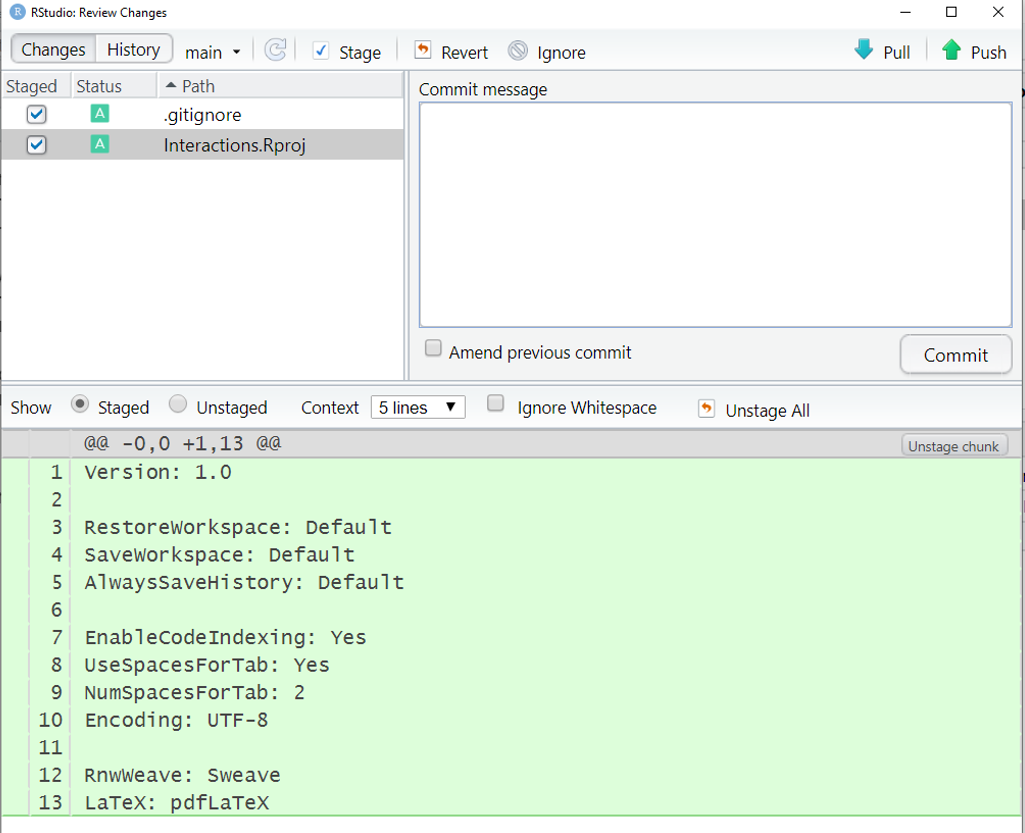 RStudio: Review Changes
Changes History main Stage Revert Ignore Pull Push
Staged Status Path
A .gitignore
A Interactions.Rproj
Commit message
Amend previous commit
Commit
Show Staged Unstaged Context 5 lines Ignore Whitespace Unstage All
@@ -0,0 +1,13 @@ Unstage chunk
1 Version: 1.0
2
3 RestoreWorkspace: Default
4 SaveWorkspace: Default
5 AlwaysSaveHistory: Default
6
7 EnableCodeIndexing: Yes
8 UseSpacesForTab: Yes
9 NumSpacesForTab: 2
10 Encoding: UTF-8
11
12 RnwWeave: Sweave
13 LaTeX: pdfLaTeX